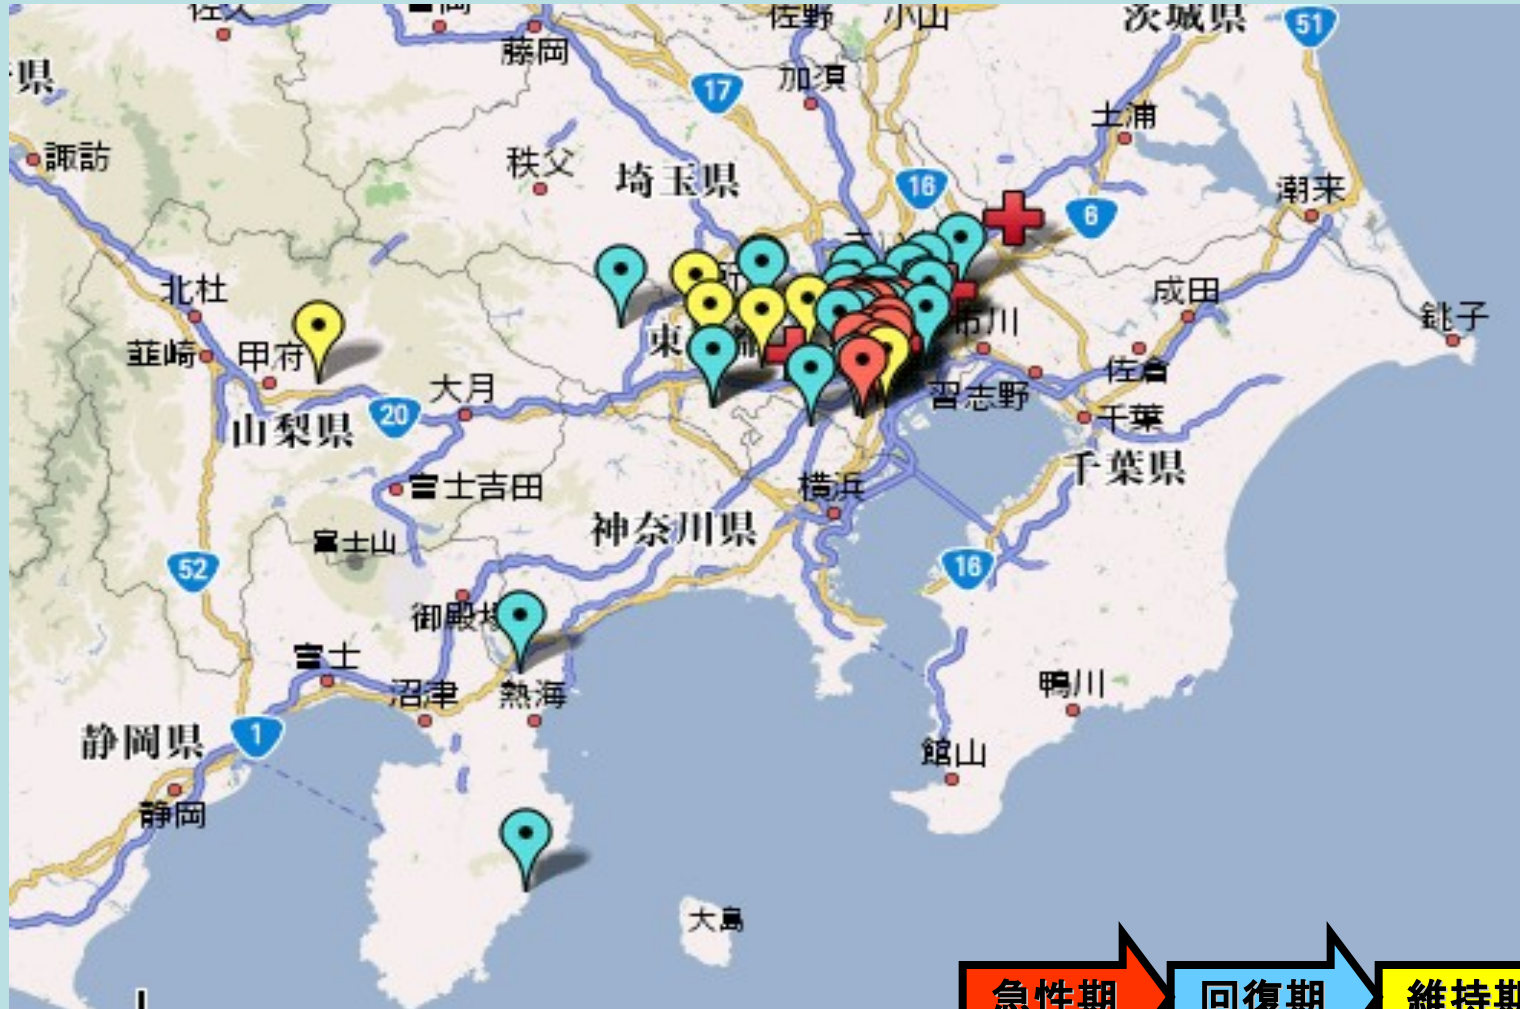 藤岡
佐野
小山
茨城県
51
県
17
加須
土浦
諏訪
秩父
埼玉県
16
6
潮来
北杜
成田
銚子
韮崎
甲府
東
市川
佐倉
大月
習志野
山梨県
20
千葉
千葉県
富士吉田
横浜
神奈川県
富士山
52
16
御殿場
富士
沼津
熱海
鴨川
静岡県
1
館山
静岡
大島
急性期
回復期
維持期